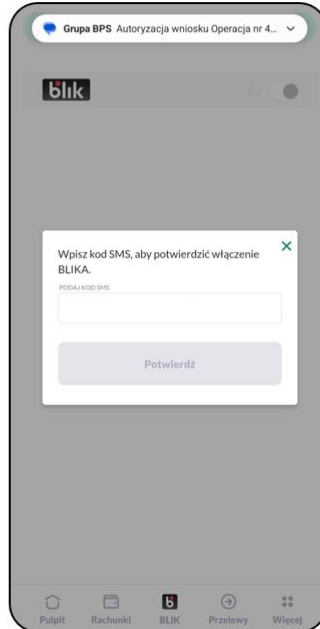 Grupa BPS Autoryzacja wniosku Operacja nr 4...
blik
Wpisz kod SMS, aby potwierdzić włączenie
BLIKA.
PODAJ KOD SMS
Potwierdź
Pulpit Rachunki BLIK Przelewy Więcej